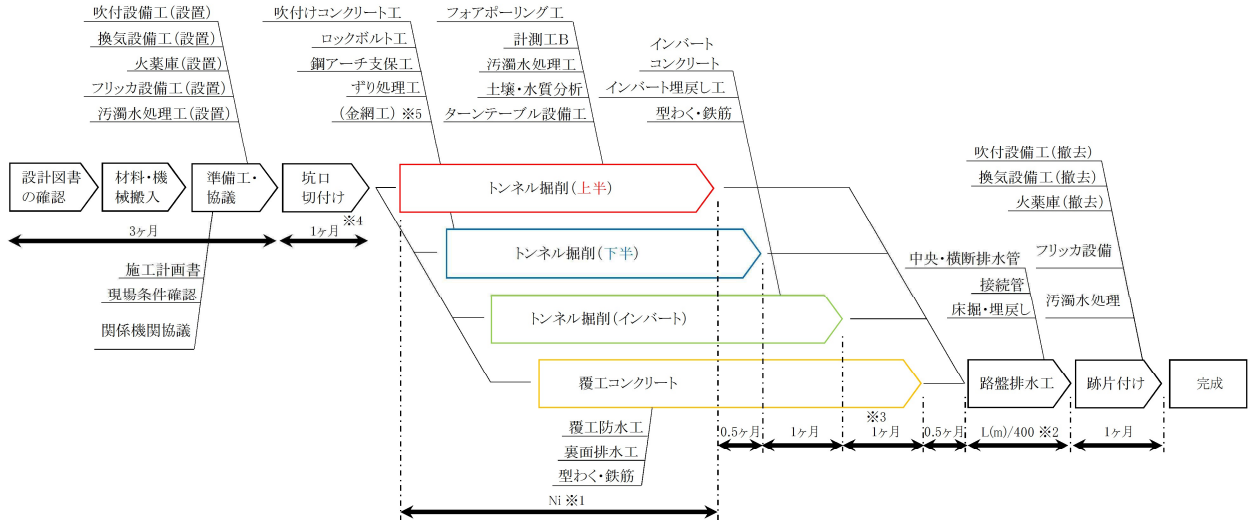 吹付設備工(設置)
換気設備工(設置)
火薬庫(設置)
フリッカ設備工(設置)
汚濁水処理工(設置)
吹付けコンクリート工
ロックボルト工
鋼アーチ支保工
ずり処理工
(金網工) ※5
フォアポーリング工
計測工B
汚濁水処理工
土壌・水質分析
ターンテーブル設備工
インバート
コンクリート
インバート埋戻し工
型わく・鉄筋
設計図書
の確認
材料・機
械搬入
準備工・
協議
坑口
切付け
※4
3ヶ月
1ヶ月
施工計画書
現場条件確認
関係機関協議
トンネル掘削(上半)
トンネル掘削(下半)
トンネル掘削(インバート)
覆工コンクリート
※3
覆工防水工
裏面排水工
型わく・鉄筋
Ni ※1
0.5ヶ月
1ヶ月
1ヶ月
0.5ヶ月
L(m)/400 ※2
1ヶ月
吹付設備工(撤去)
換気設備工(撤去)
火薬庫(撤去)
フリッカ設備
汚濁水処理
中央・横断排水管
接続管
床掘・埋戻し
路盤排水工
跡片付け
完成